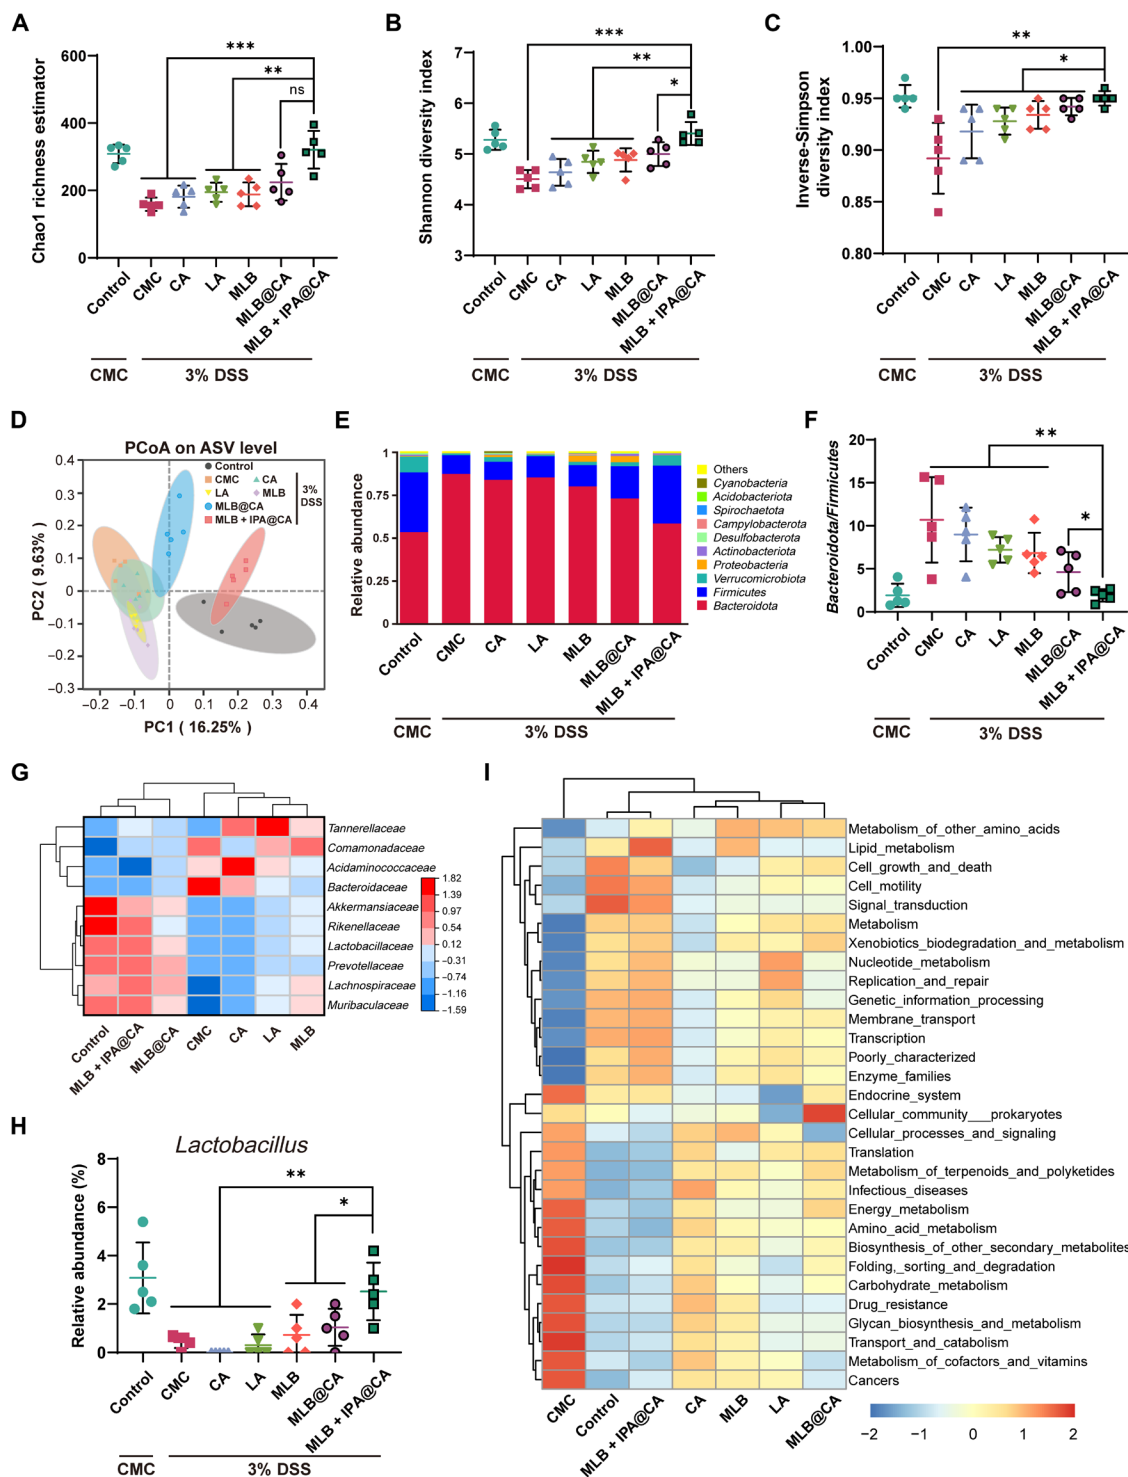 A
Chao1 richness estimator
600
400
200
0
***
**
ns
Control
CMC
CA
LA
MLB
MLB@CA
MLB + IPA@CA
CMC
3% DSS
B
Shannon diversity index
7
6
5
4
3
***
**
*
Control
CMC
CA
LA
MLB
MLB@CA
MLB + IPA@CA
CMC
3% DSS
C
Inverse-Simpson
diversity index
1.00
0.95
0.90
0.85
0.80
**
*
Control
CMC
CA
LA
MLB
MLB@CA
MLB + IPA@CA
CMC
3% DSS
D
PCoA on ASV level
Control
CMC CA
LA MLB
MLB@CA
MLB + IPA@CA
3%
DSS
PC2 ( 9.63%)
0.4
0.3
0.2
0.1
0
−0.1
−0.2
−0.3
−0.2 −0.1 0 0.1 0.2 0.3 0.4
PC1 ( 16.25%)
E
Relative abundance
1
0.75
0.5
0.25
0
Control
CMC
CA
LA
MLB
MLB@CA
MLB + IPA@CA
CMC
3% DSS
Others
Cyanobacteria
Acidobacteriota
Spirochaetota
Campylobacterota
Desulfobacterota
Actinobacteriota
Proteobacteria
Verrucomicrobiota
Firmicutes
Bacteroidota
F
Bacteroidota/Firmicutes
20
15
10
5
0
**
*
Control
CMC
CA
LA
MLB
MLB@CA
MLB + IPA@CA
CMC
3% DSS
G
Tannerellaceae
Comamonadaceae
Acidaminococcaceae
Bacteroidaceae
Akkermansiaceae
Rikenellaceae
Lactobacillaceae
Prevotellaceae
Lachnospiraceae
Muribaculaceae
1.82
1.39
0.97
0.54
0.12
−0.31
−0.74
−1.16
−1.59
Control
MLB + IPA@CA
MLB@CA
CMC
CA
LA
MLB
H
Lactobacillus
Relative abundance (%)
8
6
4
2
0
**
*
Control
CMC
CA
LA
MLB
MLB@CA
MLB + IPA@CA
CMC
3% DSS
I
Metabolism_of_other_amino_acids
Lipid_metabolism
Cell_growth_and_death
Cell_motility
Signal_transduction
Metabolism
Xenobiotics_biodegradation_and_metabolism
Nucleotide_metabolism
Replication_and_repair
Genetic_information_processing
Membrane_transport
Transcription
Poorly_characterized
Enzyme_families
Endocrine_system
Cellular_community___prokaryotes
Cellular_processes_and_signaling
Translation
Metabolism_of_terpenoids_and_polyketides
Infectious_diseases
Energy_metabolism
Amino_acid_metabolism
Biosynthesis_of_other_secondary_metabolites
Folding,_sorting_and_degradation
Carbohydrate_metabolism
Drug_resistance
Glycan_biosynthesis_and_metabolism
Transport_and_catabolism
Metabolism_of_cofactors_and_vitamins
Cancers
CMC
Control
MLB + IPA@CA
CA
MLB
LA
MLB@CA
−2 −1 0 1 2